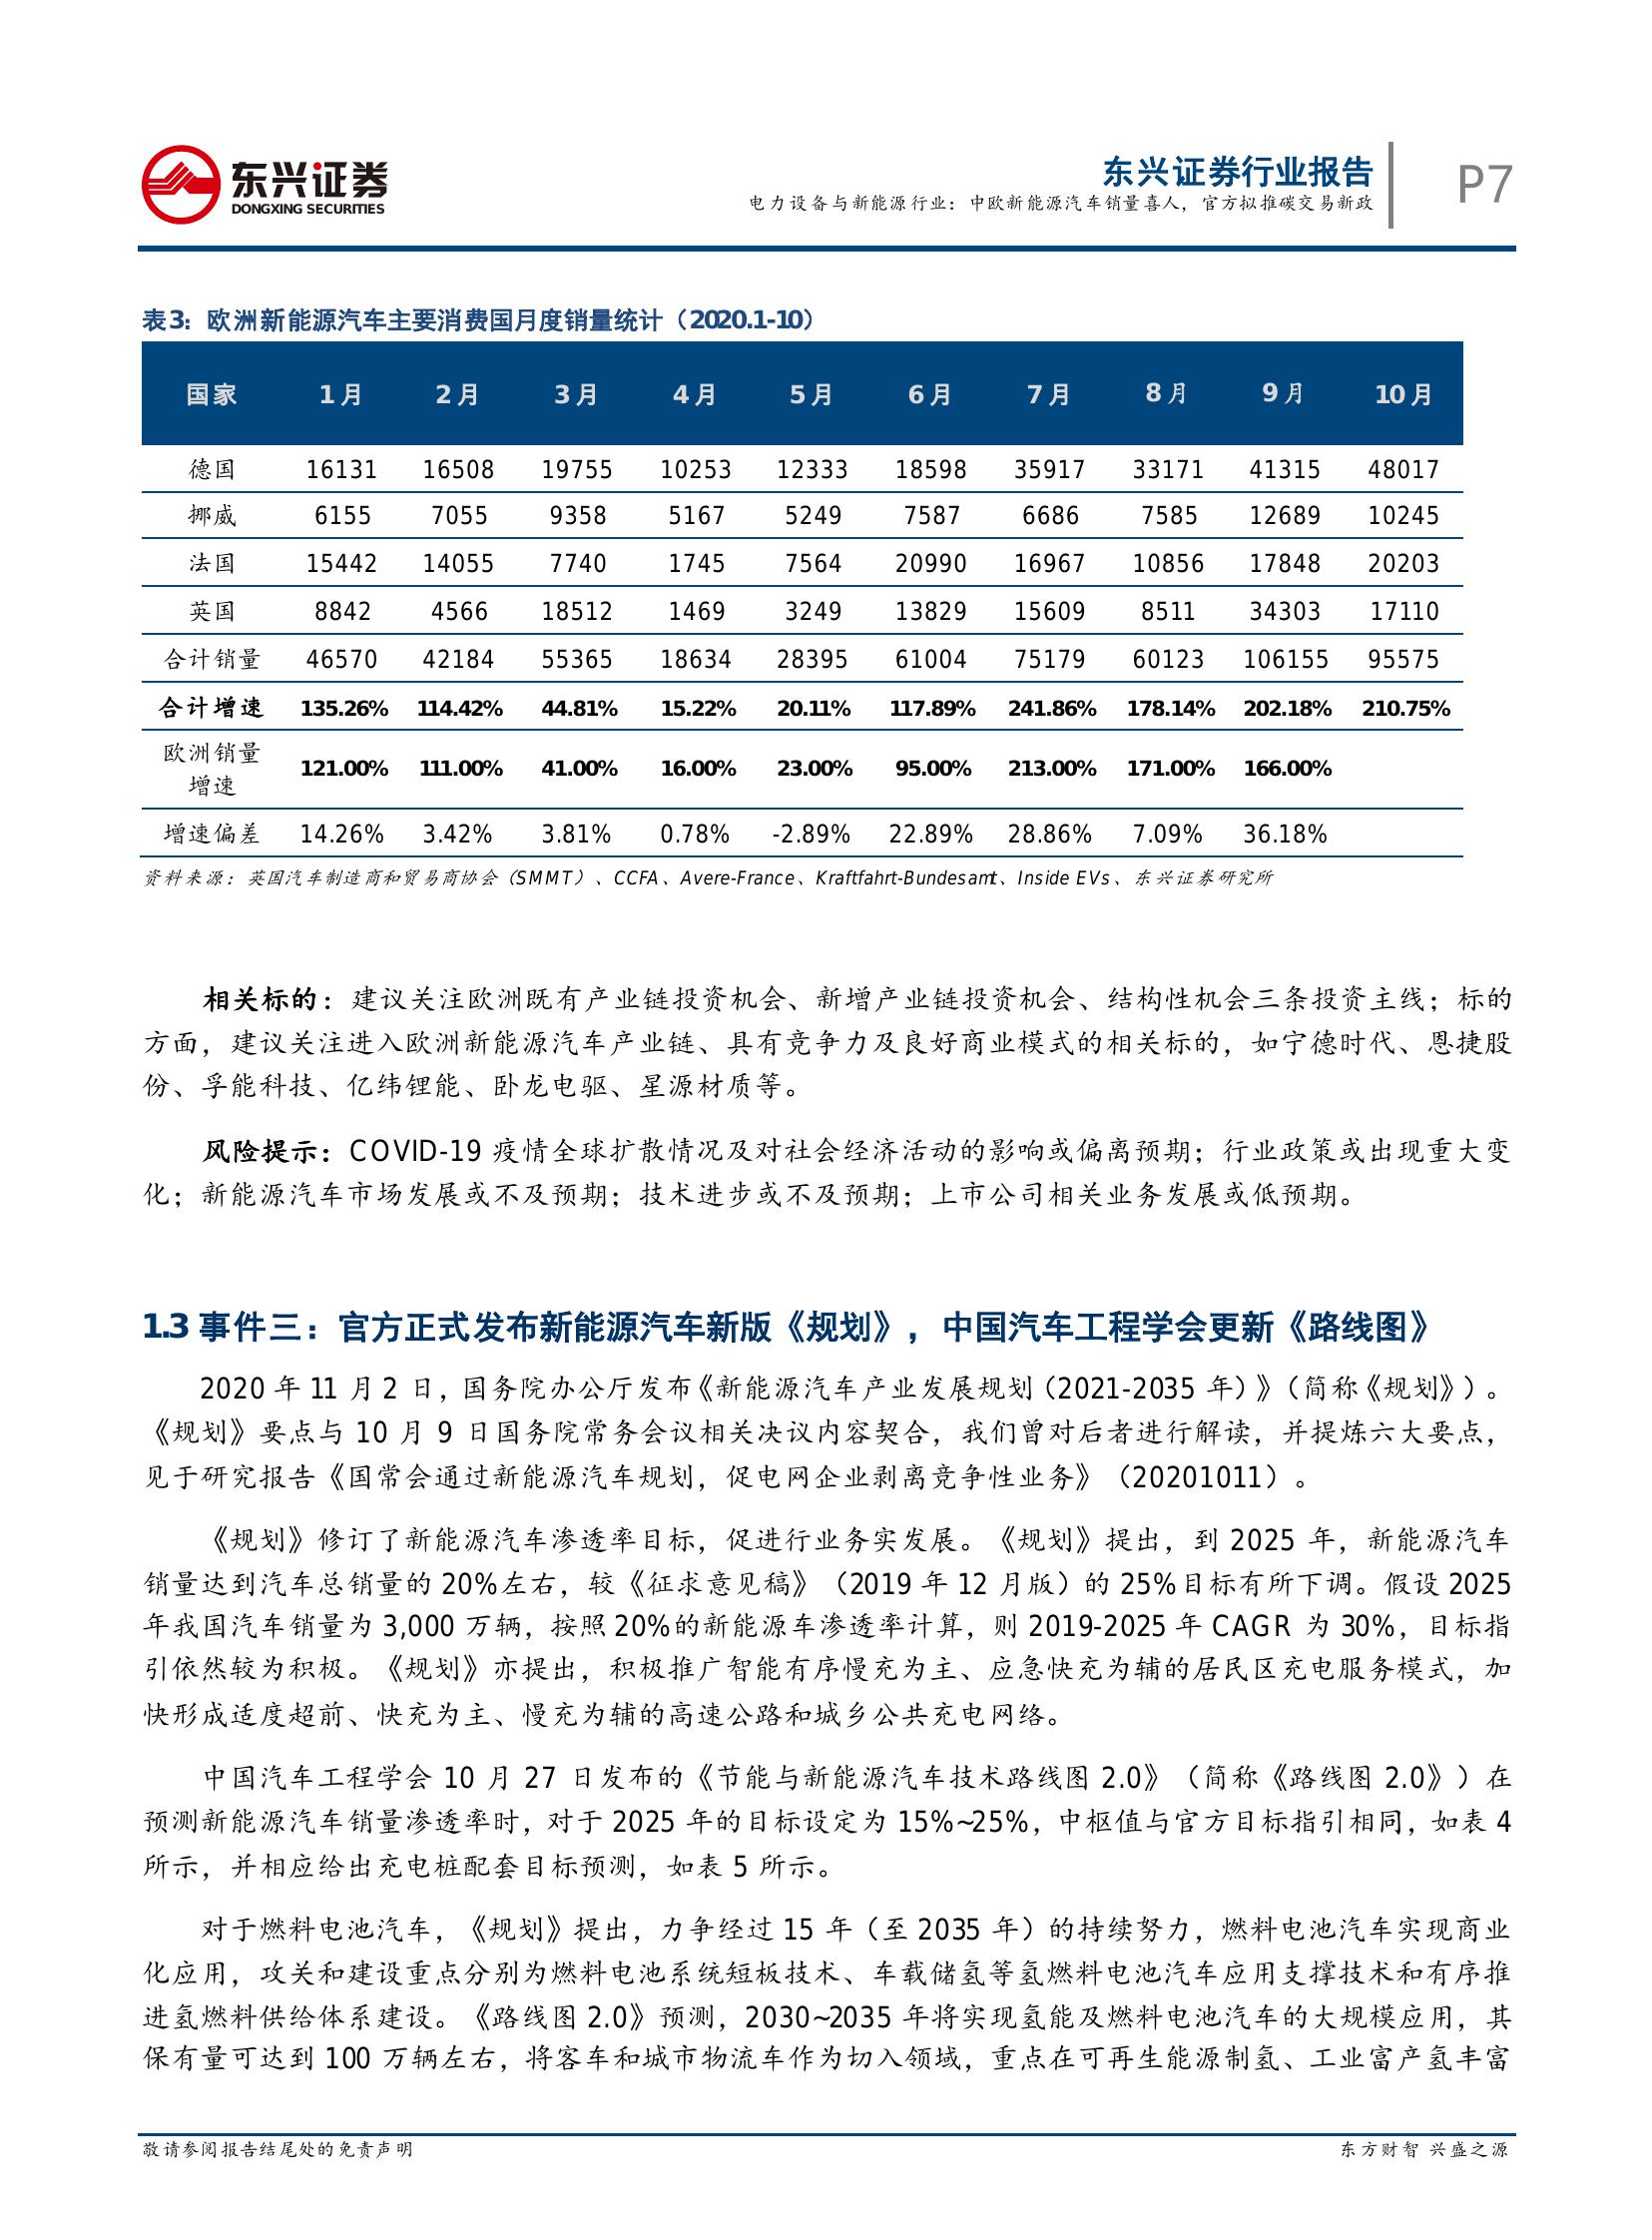 东兴证券
DONGXING SECURITIES
东兴证券行业报告
电力设备与新能源行业：中欧新能源汽车销量喜人，官方拟推碳交易新政
P7
表3：欧洲新能源汽车主要消费国月度销量统计（2020.1-10）
国家 1月 2月 3月 4月 5月 6月 7月 8月 9月 10月
德国 16131 16508 19755 10253 12333 18598 35917 33171 41315 48017
挪威 6155 7055 9358 5167 5249 7587 6686 7585 12689 10245
法国 15442 14055 7740 1745 7564 20990 16967 10856 17848 20203
英国 8842 4566 18512 1469 3249 13829 15609 8511 34303 17110
合计销量 46570 42184 55365 18634 28395 61004 75179 60123 106155 95575
合计增速 135.26% 114.42% 44.81% 15.22% 20.11% 117.89% 241.86% 178.14% 202.18% 210.75%
欧洲销量
增速 121.00% 111.00% 41.00% 16.00% 23.00% 95.00% 213.00% 171.00% 166.00%
增速偏差 14.26% 3.42% 3.81% 0.78% -2.89% 22.89% 28.86% 7.09% 36.18%
资料来源：英国汽车制造商和贸易商协会（SMMT）、CCFA、Avere-France、Kraftfahrt-Bundesamt、Inside EVs、东兴证券研究所
相关标的：建议关注欧洲既有产业链投资机会、新增产业链投资机会、结构性机会三条投资主线；标的
方面，建议关注进入欧洲新能源汽车产业链、具有竞争力及良好商业模式的相关标的，如宁德时代、恩捷股
份、孚能科技、亿纬锂能、卧龙电驱、星源材质等。
风险提示：COVID-19 疫情全球扩散情况及对社会经济活动的影响或偏离预期；行业政策或出现重大变
化；新能源汽车市场发展或不及预期；技术进步或不及预期；上市公司相关业务发展或低预期。
1.3 事件三：官方正式发布新能源汽车新版《规划》，中国汽车工程学会更新《路线图》
2020 年 11 月 2 日，国务院办公厅发布《新能源汽车产业发展规划（2021-2035 年）》（简称《规划》）。
《规划》要点与 10 月 9 日国务院常务会议相关决议内容契合，我们曾对后者进行解读，并提炼六大要点，
见于研究报告《国常会通过新能源汽车规划，促电网企业剥离竞争性业务》（20201011）。
《规划》修订了新能源汽车渗透率目标，促进行业务实发展。《规划》提出，到 2025 年，新能源汽车
销量达到汽车总销量的 20%左右，较《征求意见稿》（2019 年 12 月版）的 25%目标有所下调。假设 2025
年我国汽车销量为 3,000 万辆，按照 20%的新能源车渗透率计算，则 2019-2025 年 CAGR 为 30%，目标指
引依然较为积极。《规划》亦提出，积极推广智能有序慢充为主、应急快充为辅的居民区充电服务模式，加
快形成适度超前、快充为主、慢充为辅的高速公路和城乡公共充电网络。
中国汽车工程学会 10 月 27 日发布的《节能与新能源汽车技术路线图 2.0》（简称《路线图 2.0》）在
预测新能源汽车销量渗透率时，对于 2025 年的目标设定为 15%~25%，中枢值与官方目标指引相同，如表 4
所示，并相应给出充电桩配套目标预测，如表 5 所示。
对于燃料电池汽车，《规划》提出，力争经过 15 年（至 2035 年）的持续努力，燃料电池汽车实现商业
化应用，攻关和建设重点分别为燃料电池系统短板技术、车载储氢等氢燃料电池汽车应用支撑技术和有序推
进氢燃料供给体系建设。《路线图 2.0》预测，2030~2035 年将实现氢能及燃料电池汽车的大规模应用，其
保有量可达到 100 万辆左右，将客车和城市物流车作为切入领域，重点在可再生能源制氢、工业富产氢丰富
敬请参阅报告结尾处的免责声明
东方财智 兴盛之源